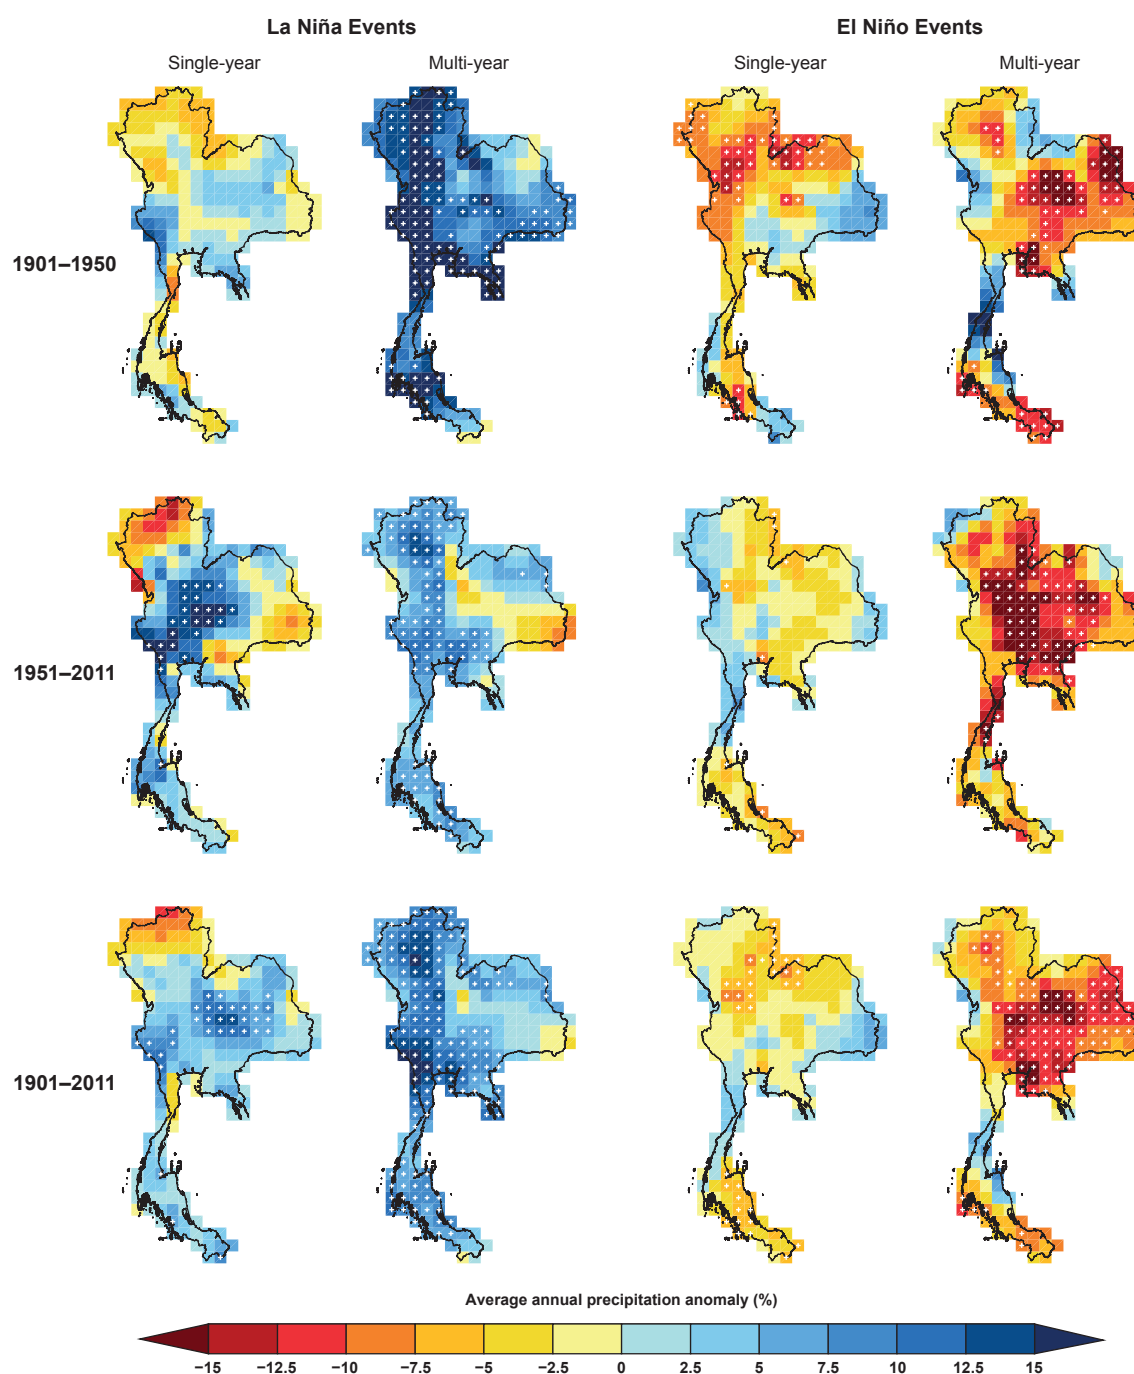 La Niña Events El Niño Events
Single-year Multi-year Single-year Multi-year
1901–1950
1951–2011
1901–2011
Average annual precipitation anomaly (%)
−15 −12.5 −10 −7.5 −5 −2.5 0 2.5 5 7.5 10 12.5 15